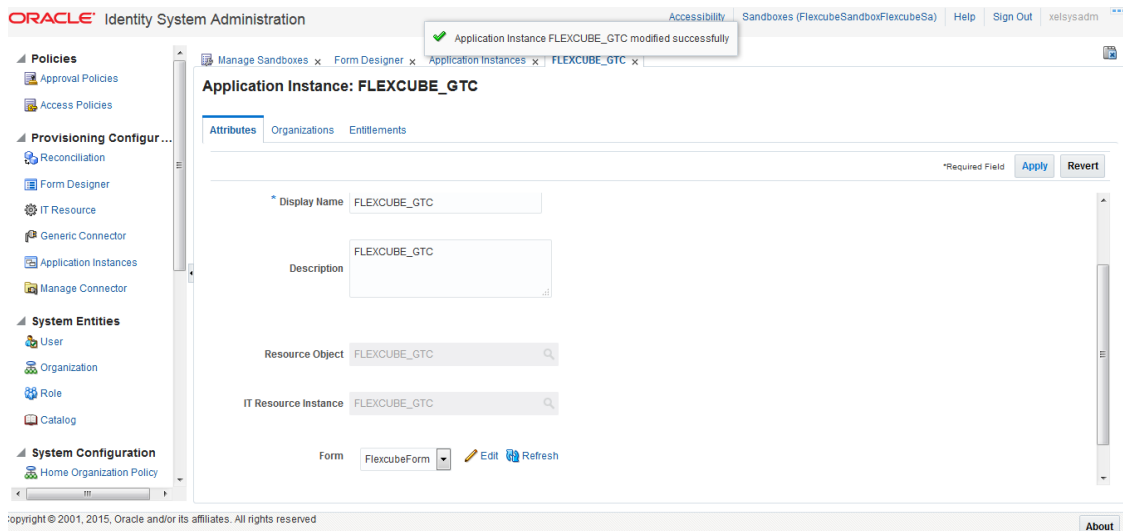 ORACLE® Identity System Administration
Accessibility Sandboxes (FlexcubeSandboxFlexcubeSa) Help Sign Out xelsysadm
Application Instance FLEXCUBE_GTC modified successfully
Policies
Approval Policies
Access Policies
Provisioning Configur...
Reconciliation
Form Designer
IT Resource
Generic Connector
Application Instances
Manage Connector
System Entities
User
Organization
Role
Catalog
System Configuration
Home Organization Policy
Manage Sandboxes x Form Designer x Application Instances x FLEXCUBE_GTC x
Application Instance: FLEXCUBE_GTC
Attributes Organizations Entitlements
*Required Field Apply Revert
* Display Name FLEXCUBE_GTC
Description FLEXCUBE_GTC
Resource Object FLEXCUBE_GTC
IT Resource Instance FLEXCUBE_GTC
Form FlexcubeForm Edit Refresh
opyright © 2001, 2015, Oracle and/or its affiliates. All rights reserved
About